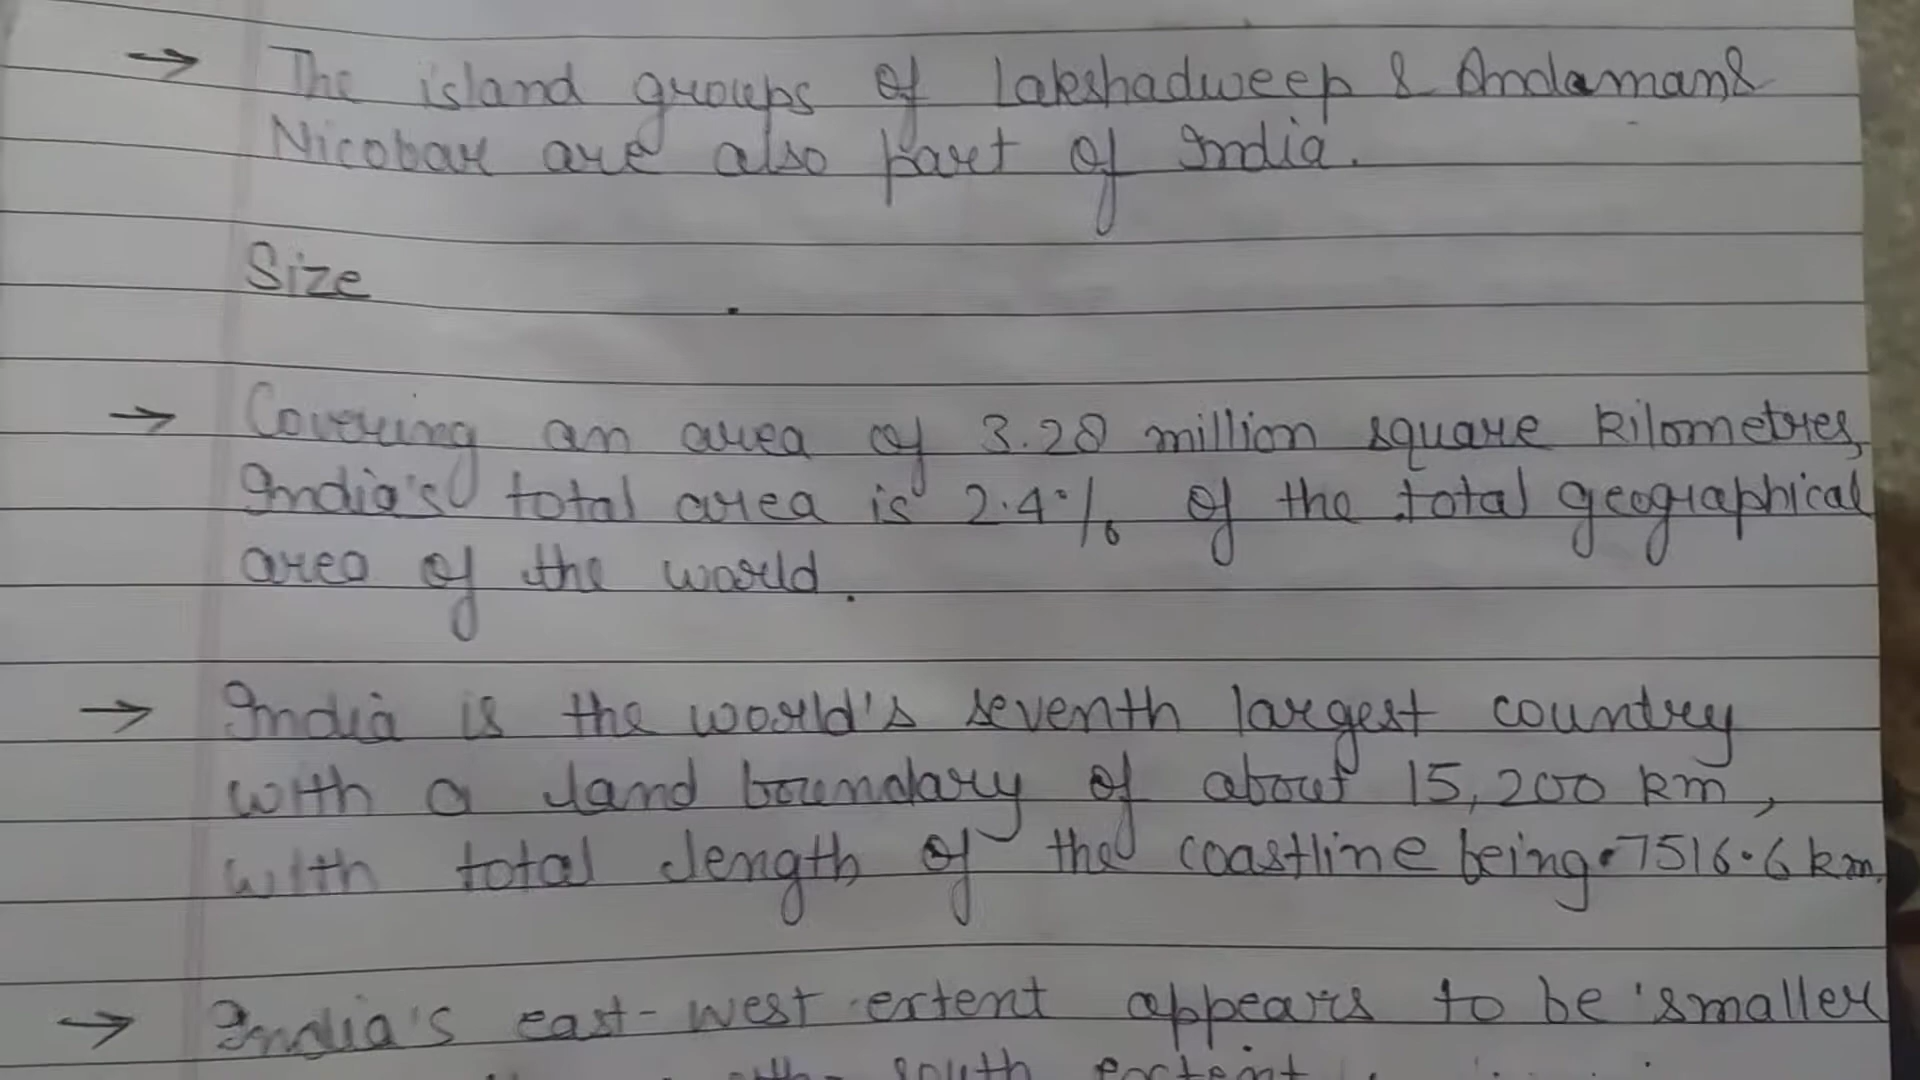 → The island groups of Lakshadweep & Andaman &
Nicobar are also part of India.
Size
→ Covering an area of 3.28 million square kilometres,
India's total area is 2.4% of the total geographical
area of the world.
→ India is the world's seventh largest country
with a land boundary of about 15,200 km,
with total length of the coastline being 7516.6 km.
→ India's east-west extent appears to be smaller
south extent